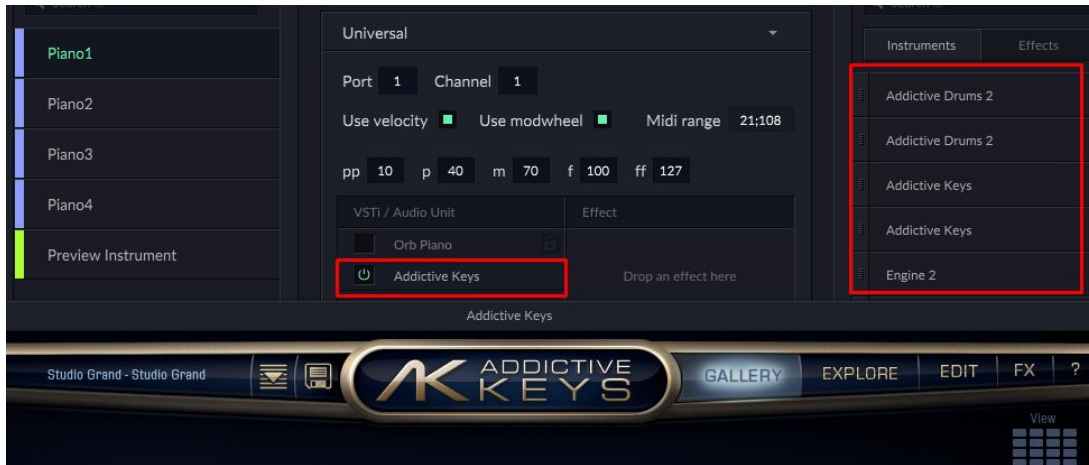 Piano1
Piano2
Piano3
Piano4
Preview Instrument
Universal
Port 1 Channel 1
Use velocity Use modwheel Midi range 21;108
pp 10 p 40 m 70 f 100 ff 127
VSTi / Audio Unit Effect
Orb Piano
Addictive Keys Drop an effect here
Instruments Effects
Addictive Drums 2
Addictive Drums 2
Addictive Keys
Addictive Keys
Engine 2
Addictive Keys
Studio Grand - Studio Grand
AK ADDICTIVE
KEYS
GALLERY EXPLORE EDIT FX ?
View